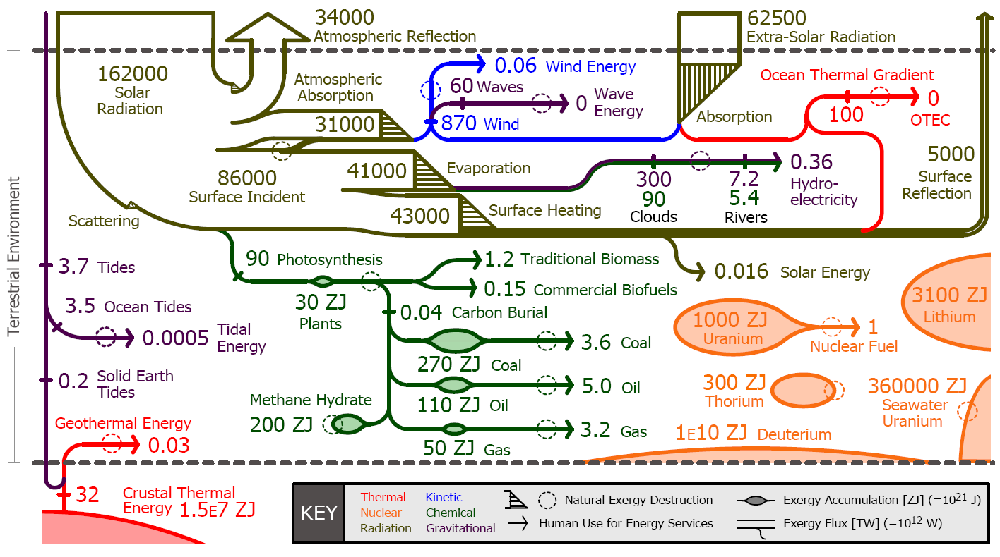 34000
Atmospheric Reflection
62500
Extra-Solar Radiation
162000
Solar
Radiation
Atmospheric
Absorption
31000
0.06 Wind Energy
60 Waves
0 Wave
Energy
870 Wind
Absorption
Ocean Thermal Gradient
100
0
OTEC
86000
Surface Incident
41000
Evaporation
300
90
Clouds
7.2
5.4
Rivers
0.36
Hydro-
electricity
5000
Surface
Reflection
Scattering
43000
Surface Heating
Terrestrial Environment
3.7 Tides
3.5 Ocean Tides
0.0005 Tidal
Energy
0.2 Solid Earth
Tides
90 Photosynthesis
30 ZJ
Plants
1.2 Traditional Biomass
0.15 Commercial Biofuels
0.04 Carbon Burial
3.6 Coal
270 ZJ Coal
5.0 Oil
110 ZJ Oil
Methane Hydrate
200 ZJ
3.2 Gas
50 ZJ Gas
0.016 Solar Energy
1000 ZJ
Uranium
1
Nuclear Fuel
3100 ZJ
Lithium
300 ZJ
Thorium
360000 ZJ
Seawater
Uranium
1E10 ZJ Deuterium
Geothermal Energy
0.03
32
Crustal Thermal
Energy 1.5E7 ZJ
KEY
Thermal Kinetic
Nuclear Chemical
Radiation Gravitational
Natural Exergy Destruction
Human Use for Energy Services
Exergy Accumulation [ZJ] (=10²¹ J)
Exergy Flux [TW] (=10¹² W)